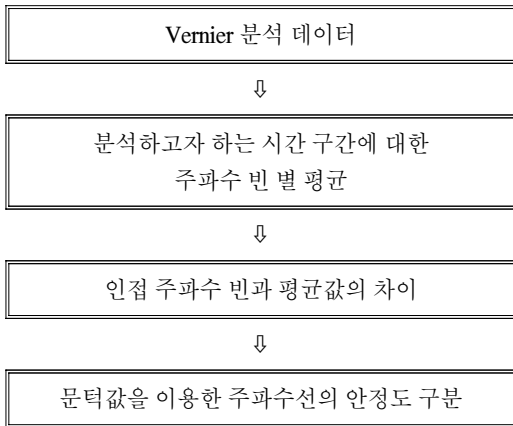 Vernier 분석 데이터
⇩
분석하고자 하는 시간 구간에 대한
주파수 빈 별 평균
⇩
인접 주파수 빈과 평균값의 차이
⇩
문턱값을 이용한 주파수선의 안정도 구분